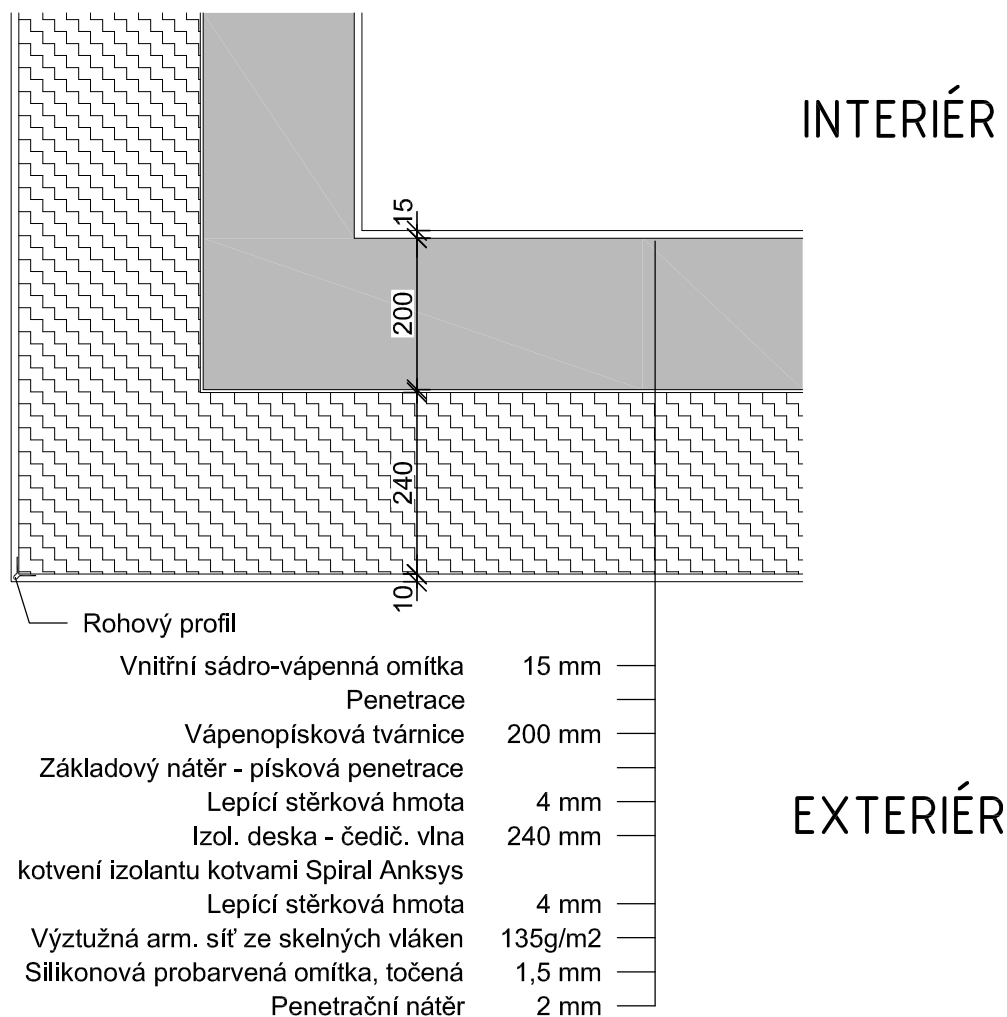 INTERIÉR
15
200
240
10
Rohový profil
Vnitřní sádro-vápenná omítka 15 mm
Penetrace
Vápenopísková tvárnice 200 mm
Základový nátěr - písková penetrace
Lepící stěrková hmota 4 mm
EXTERIÉR
Izol. deska - čedič. vlna 240 mm
kotvení izolantu kotvami Spiral Anksys
Lepící stěrková hmota 4 mm
Výztužná arm. síť ze skelných vláken 135g/m2
Silikonová probarvená omítka, točená 1,5 mm
Penetrační nátěr 2 mm